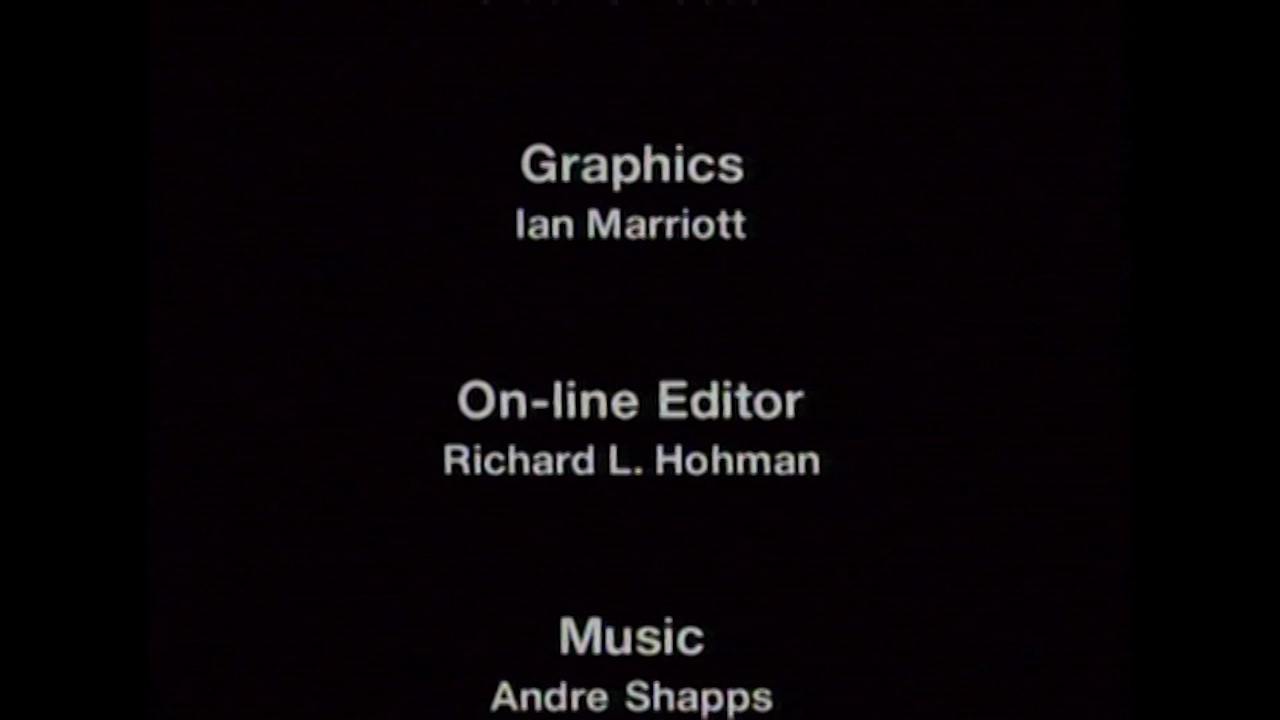 Graphics
Ian Marriott
On-line Editor
Richard L. Hohman
Music
Andre Shapps